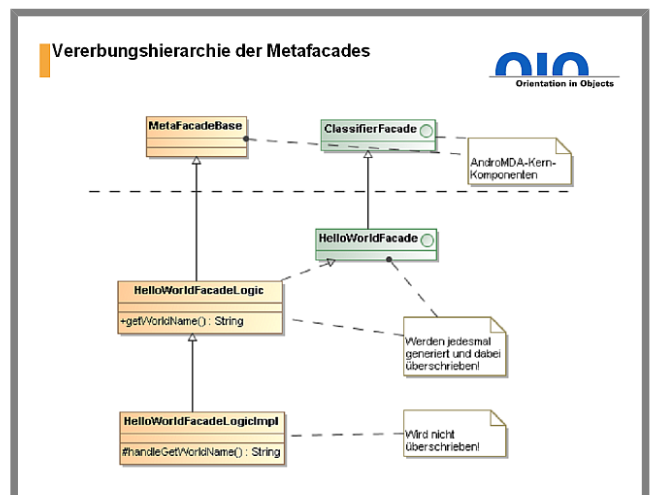 Vererbungshierarchie der Metafacades
Orientation in Objects
MetaFacadeBase
ClassifierFacade
AndroMDA-Kern-
Komponenten
HelloWorldFacade
HelloWorldFacadeLogic
+getWorldName() : String
Werden jedesmal
generiert und dabei
überschrieben!
HelloWorldFacadeLogicImpl
#handleGetWorldName() : String
Wird nicht
überschrieben!